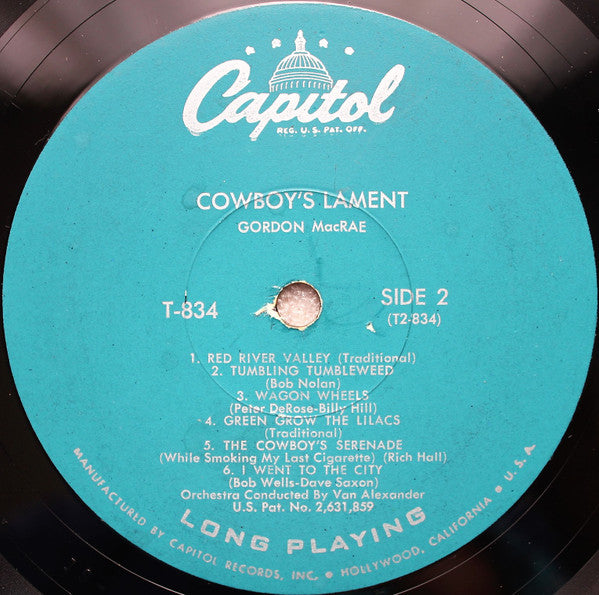 Capitol
REG. U.S. PAT. OFF.
COWBOY'S LAMENT
GORDON MacRAE
T-834
SIDE 2
(T2-834)
1. RED RIVER VALLEY (Traditional)
2. TUMBLING TUMBLEWEED
(Bob Nolan)
3. WAGON WHEELS
(Peter DeRose-Billy Hill)
4. GREEN GROW THE LILACS
(Traditional)
5. THE COWBOY'S SERENADE
(While Smoking My Last Cigarette) (Rich Hall)
6. I WENT TO THE CITY
(Bob Wells-Dave Saxon)
Orchestra Conducted By Van Alexander
U.S. Pat. No. 2,631,859
LONG PLAYING
MANUFACTURED BY CAPITOL RECORDS, INC. • HOLLYWOOD, CALIFORNIA • U.S.A.